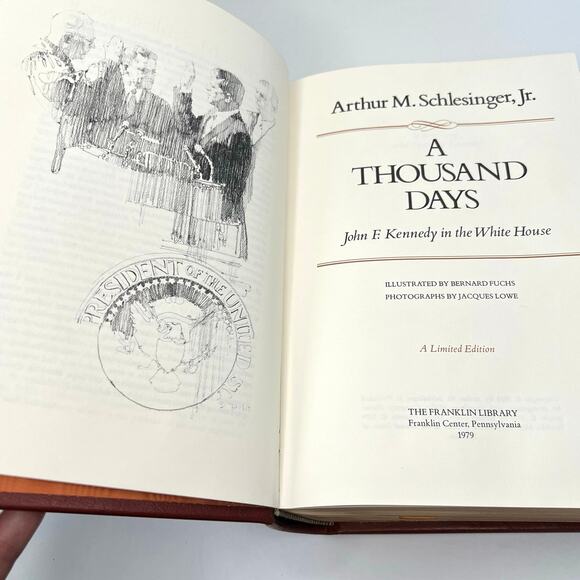 PRESIDENT OF THE UNITED
Arthur M. Schlesinger, Jr.
A
THOUSAND
DAYS
John F. Kennedy in the White House
ILLUSTRATED BY BERNARD FUCHS
PHOTOGRAPHS BY JACQUES LOWE
A Limited Edition
THE FRANKLIN LIBRARY
Franklin Center, Pennsylvania
1979